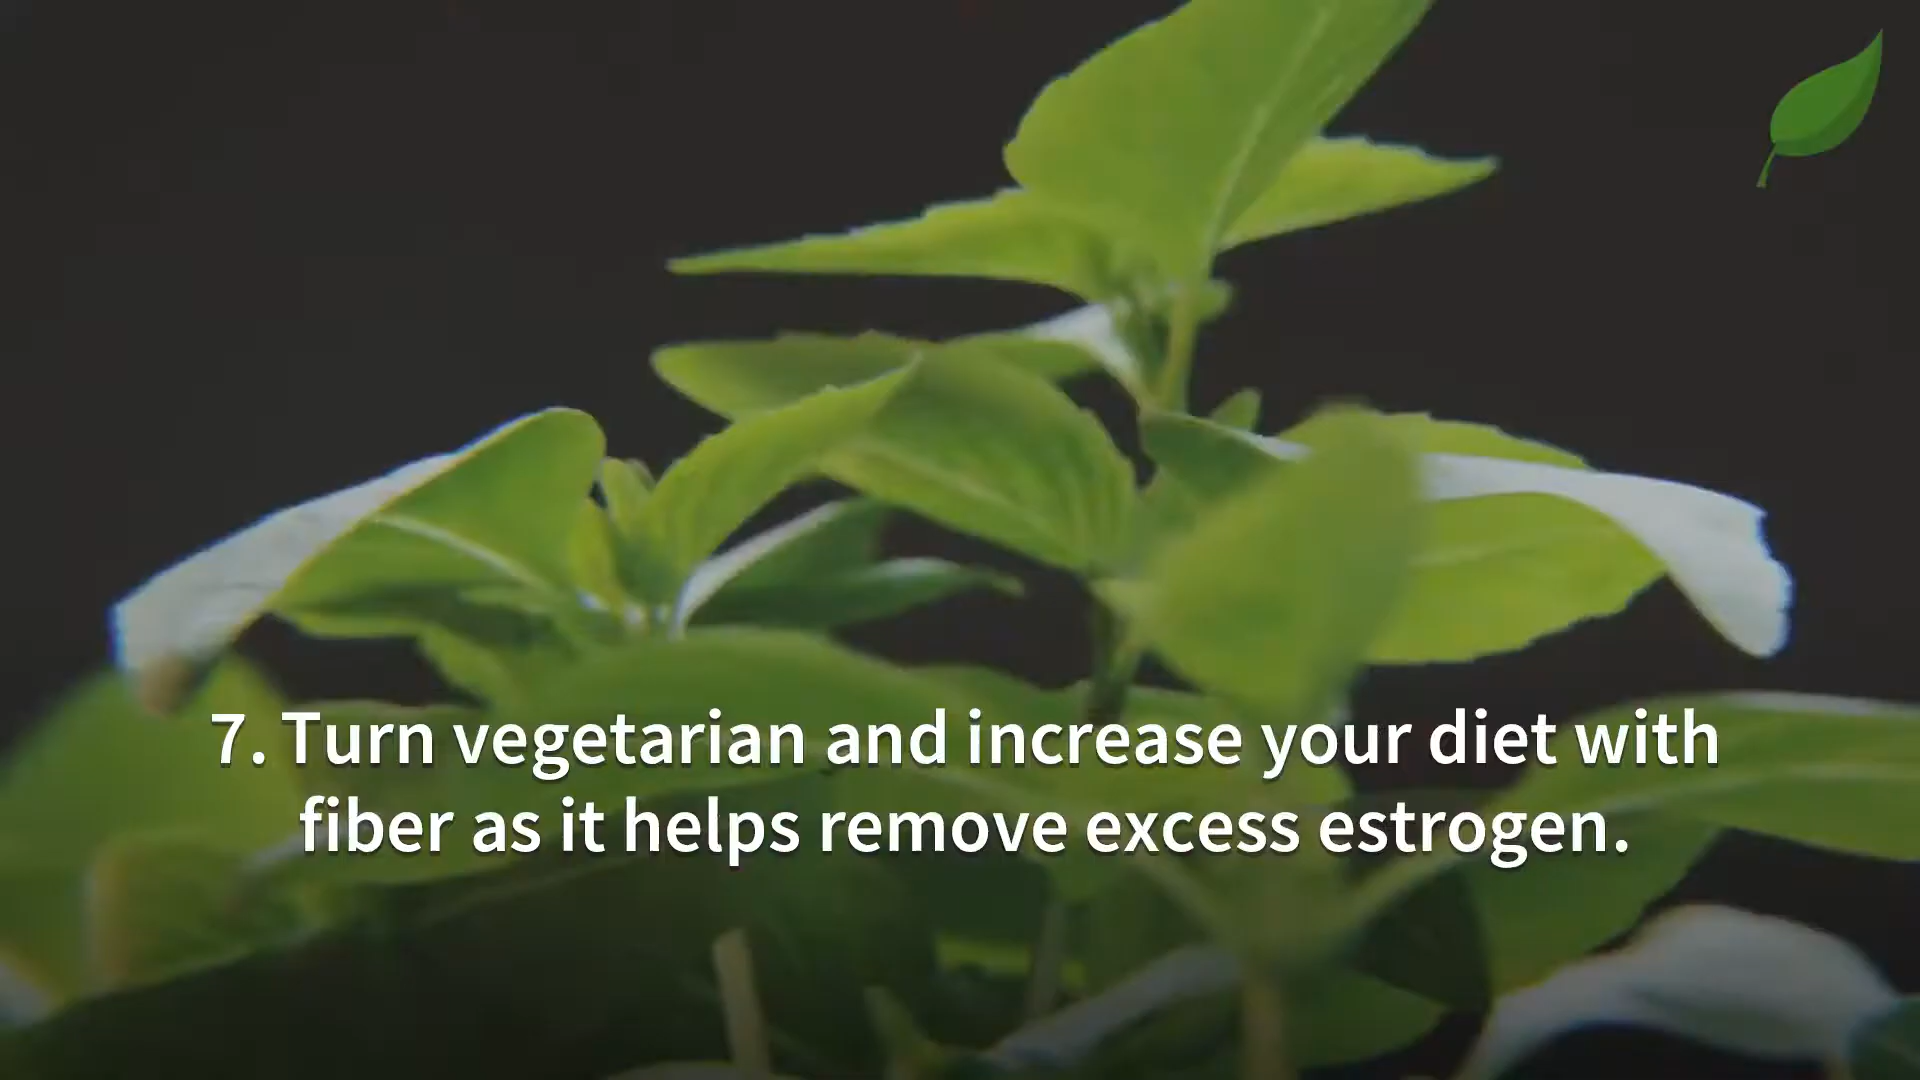 7. Turn vegetarian and increase your diet with
fiber as it helps remove excess estrogen.